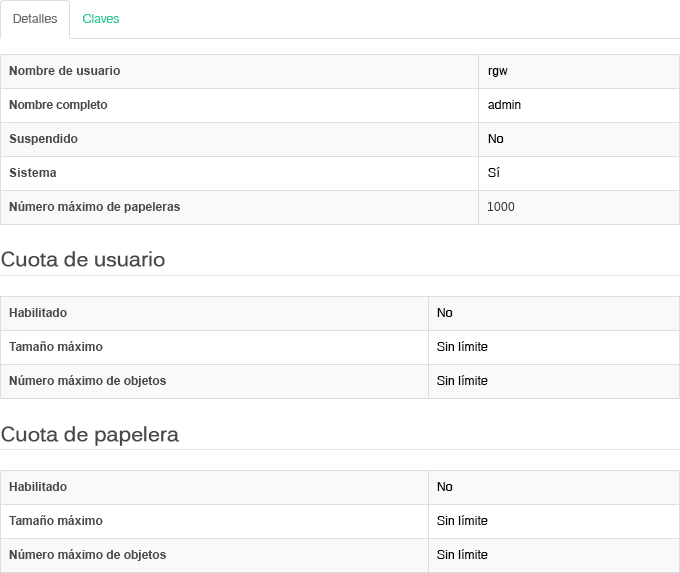 Detalles Claves
Nombre de usuario rgw
Nombre completo admin
Suspendido No
Sistema Sí
Número máximo de papeleras 1000
Cuota de usuario
Habilitado No
Tamaño máximo Sin límite
Número máximo de objetos Sin límite
Cuota de papelera
Habilitado No
Tamaño máximo Sin límite
Número máximo de objetos Sin límite